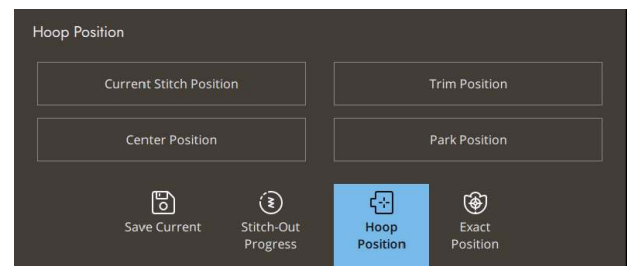 Hoop Position
Current Stitch Position
Trim Position
Center Position
Park Position
Save Current
Stitch-Out
Progress
Hoop
Position
Exact
Position